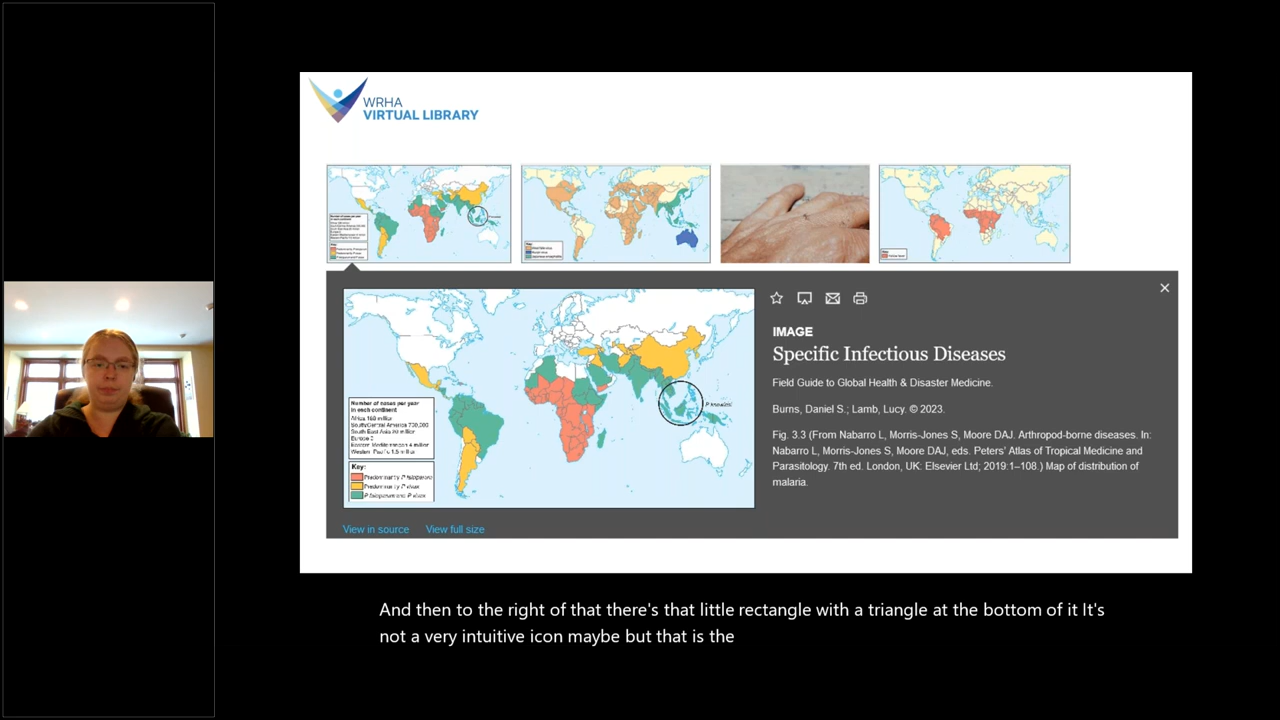 WRHA
VIRTUAL LIBRARY
IMAGE
Specific Infectious Diseases
Field Guide to Global Health & Disaster Medicine.
Burns, Daniel S.; Lamb, Lucy. © 2023.
Fig. 3.3 (From Nabarro L, Morris-Jones S, Moore DAJ. Arthropod-borne diseases. In:
Nabarro L, Morris-Jones S, Moore DAJ, eds. Peters' Atlas of Tropical Medicine and
Parasitology. 7th ed. London, UK: Elsevier Ltd; 2019:1–108.) Map of distribution of
malaria.
Number of cases per year
in each continent
Key:
View in source View full size
And then to the right of that there's that little rectangle with a triangle at the bottom of it It's
not a very intuitive icon maybe but that is the